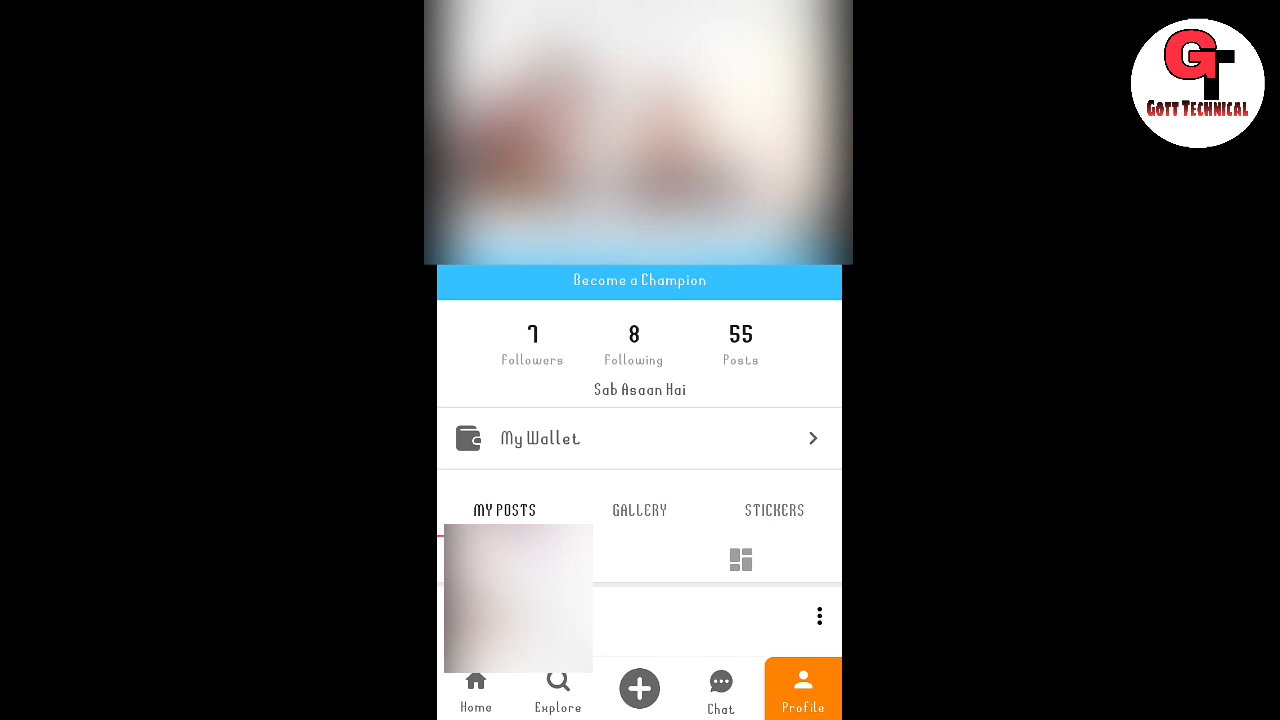 GT
GOTT TECHNICAL
Become a Champion
7 8 55
Followers Following Posts
Sab Asaan Hai
My Wallet
MY POSTS GALLERY STICKERS
Home Explore Chat Profile